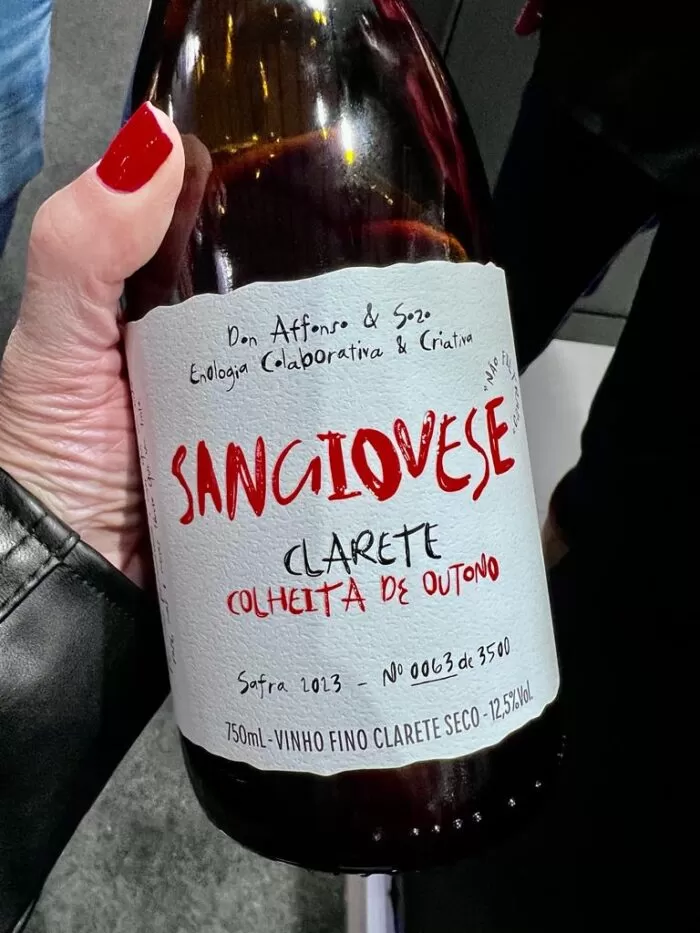 Don Affonso & Sozo
Enologia Colaborativa & Criativa
"NÃO
SANGIOVESE
CLARETE
COLHEITA DE OUTONO
Safra 2023 - Nº 0063 de 3500
750mL-VINHO FINO CLARETE SECO-12,5%Vol.